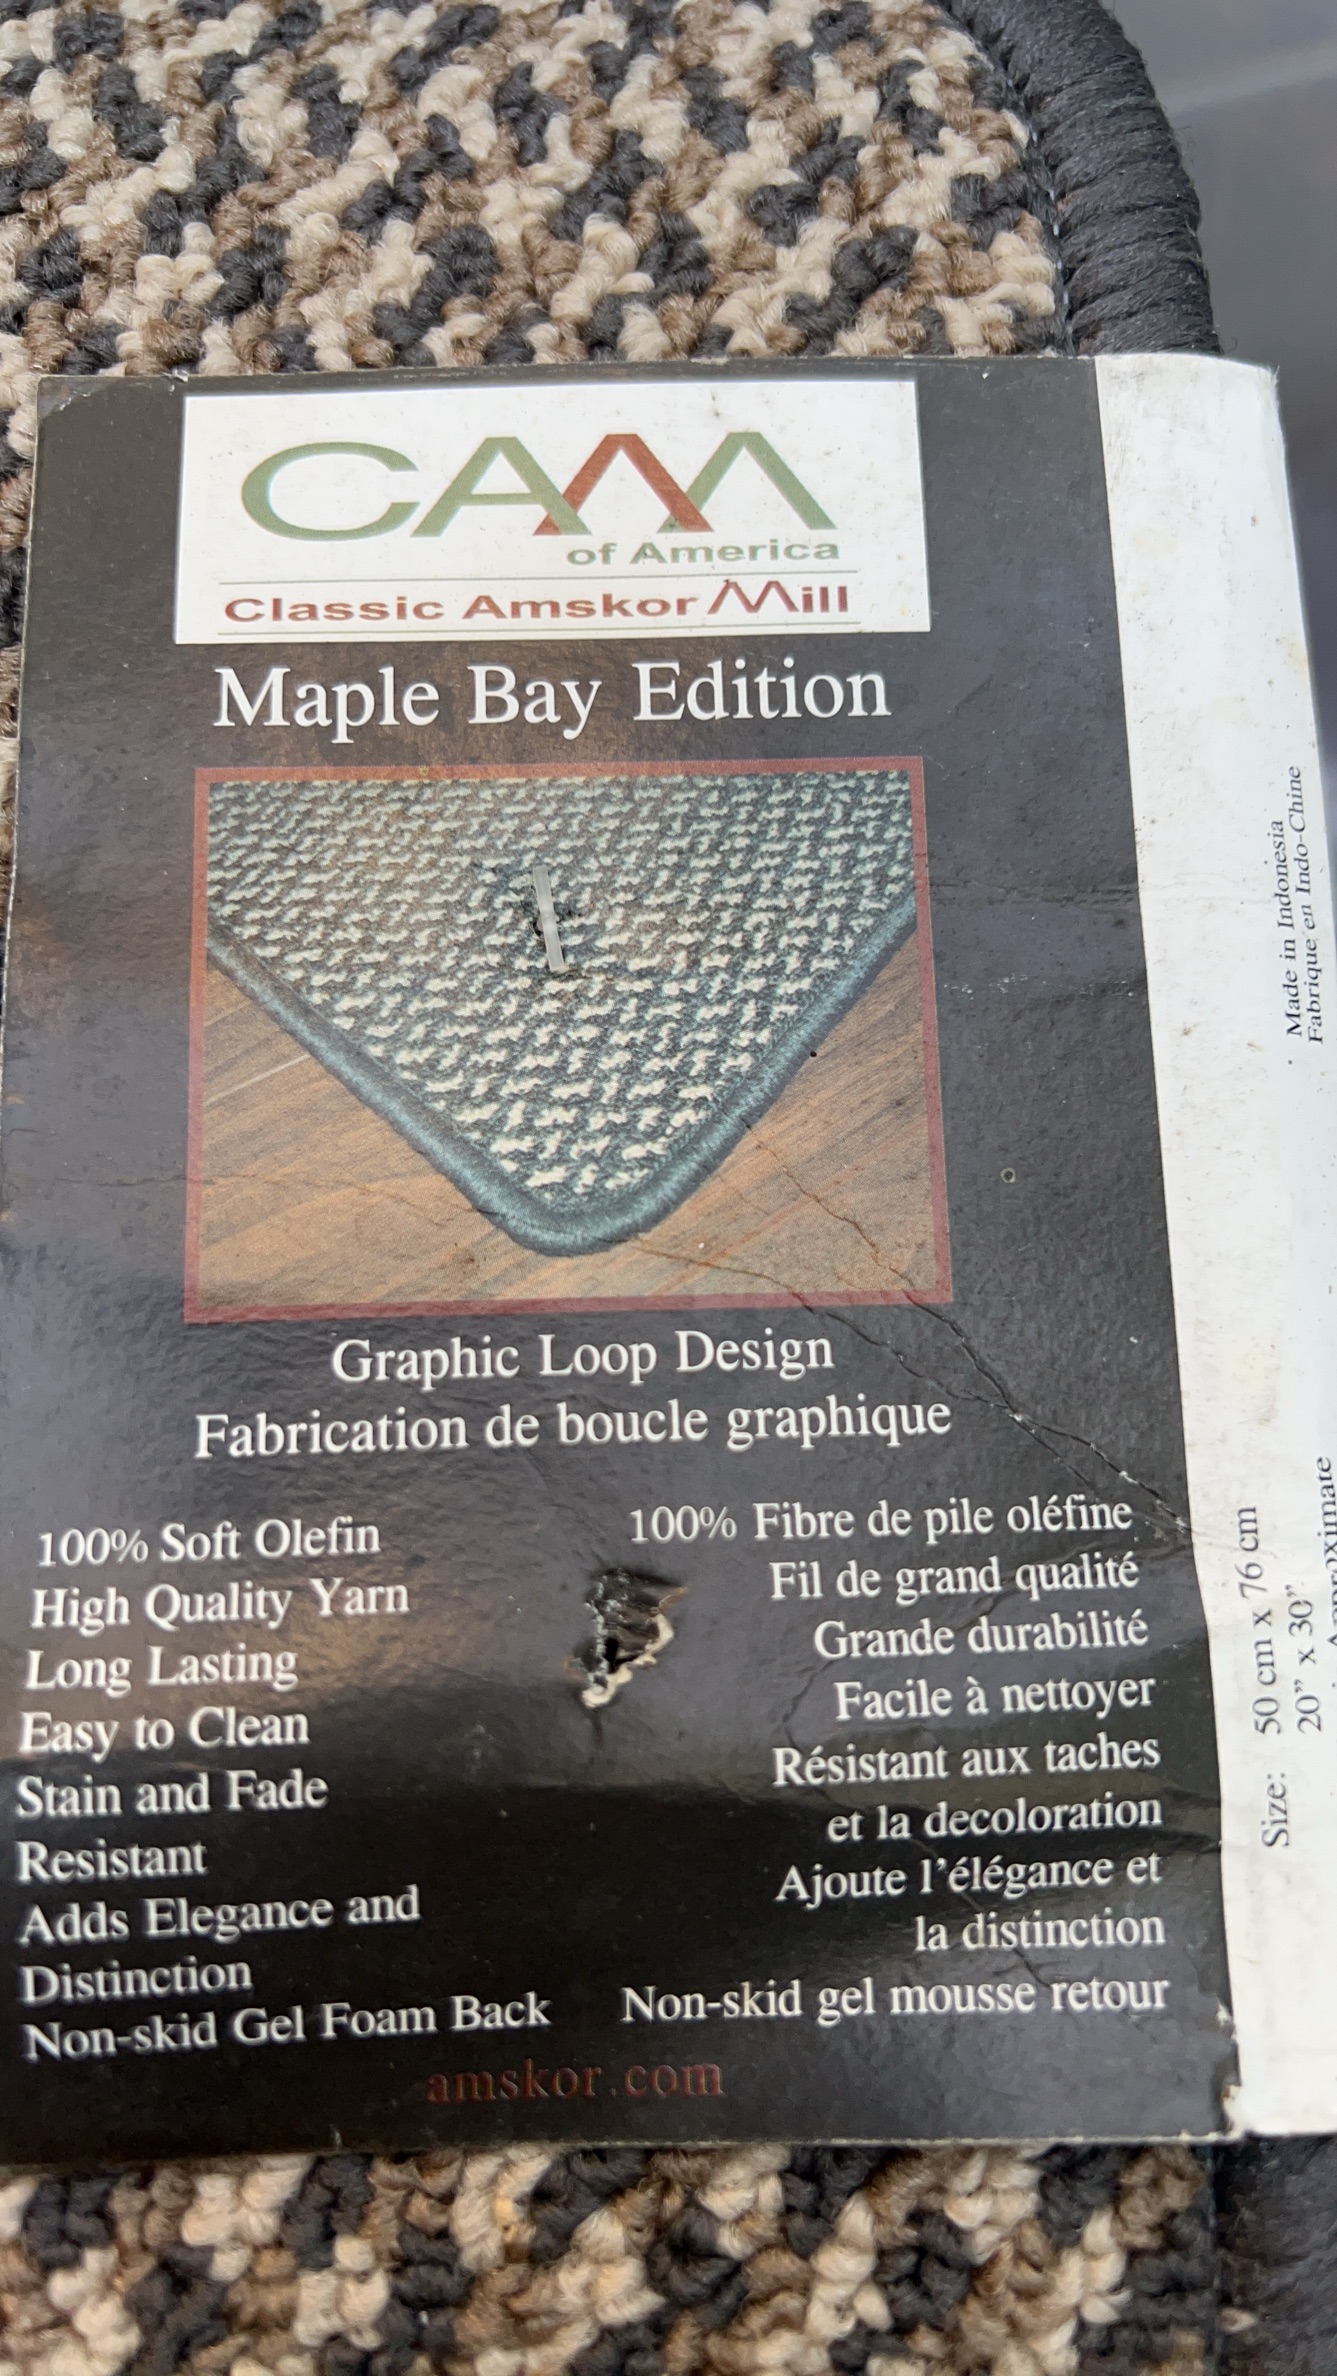 CAM
of America
Classic Amskor Mill
Maple Bay Edition
Graphic Loop Design
Fabrication de boucle graphique
100% Soft Olefin
High Quality Yarn
Long Lasting
Easy to Clean
Stain and Fade
Resistant
Adds Elegance and
Distinction
Non-skid Gel Foam Back
100% Fibre de pile oléfine
Fil de grand qualité
Grande durabilité
Facile à nettoyer
Résistant aux taches
et la decoloration
Ajoute l’élégance et
la distinction
Non-skid gel mousse retour
amskor.com
Made in Indonesia
Fabrique en Indo-Chine
Size: 50 cm x 76 cm
20” x 30”